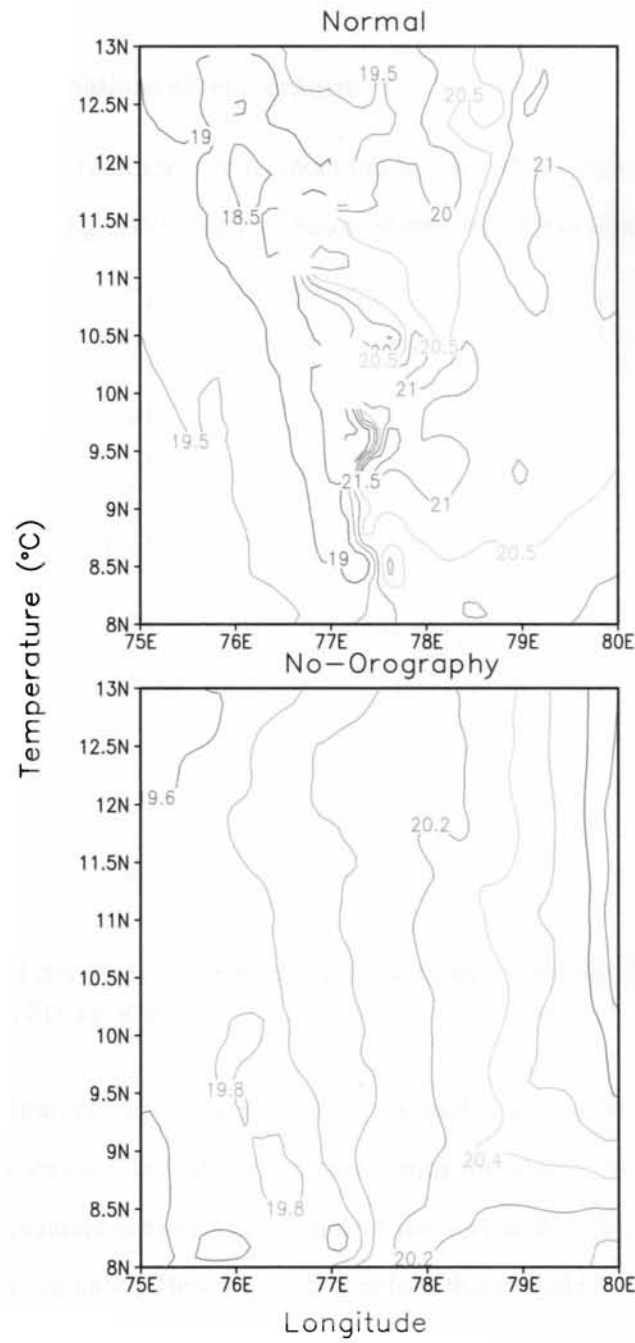 Normal
13N
12.5N
12N
11.5N
11N
10.5N
10N
9.5N
9N
8.5N
8N
19.5
20.5
19
21
18.5
20
20.5
20.5
21
19.5
21.5
21
19
20.5
75E 76E 77E 78E 79E 80E
Temperature (°C)
No-Orography
13N
12.5N
12N
11.5N
11N
10.5N
10N
9.5N
9N
8.5N
8N
19.6
20.2
19.8
20.4
19.8
20.2
75E 76E 77E 78E 79E 80E
Longitude